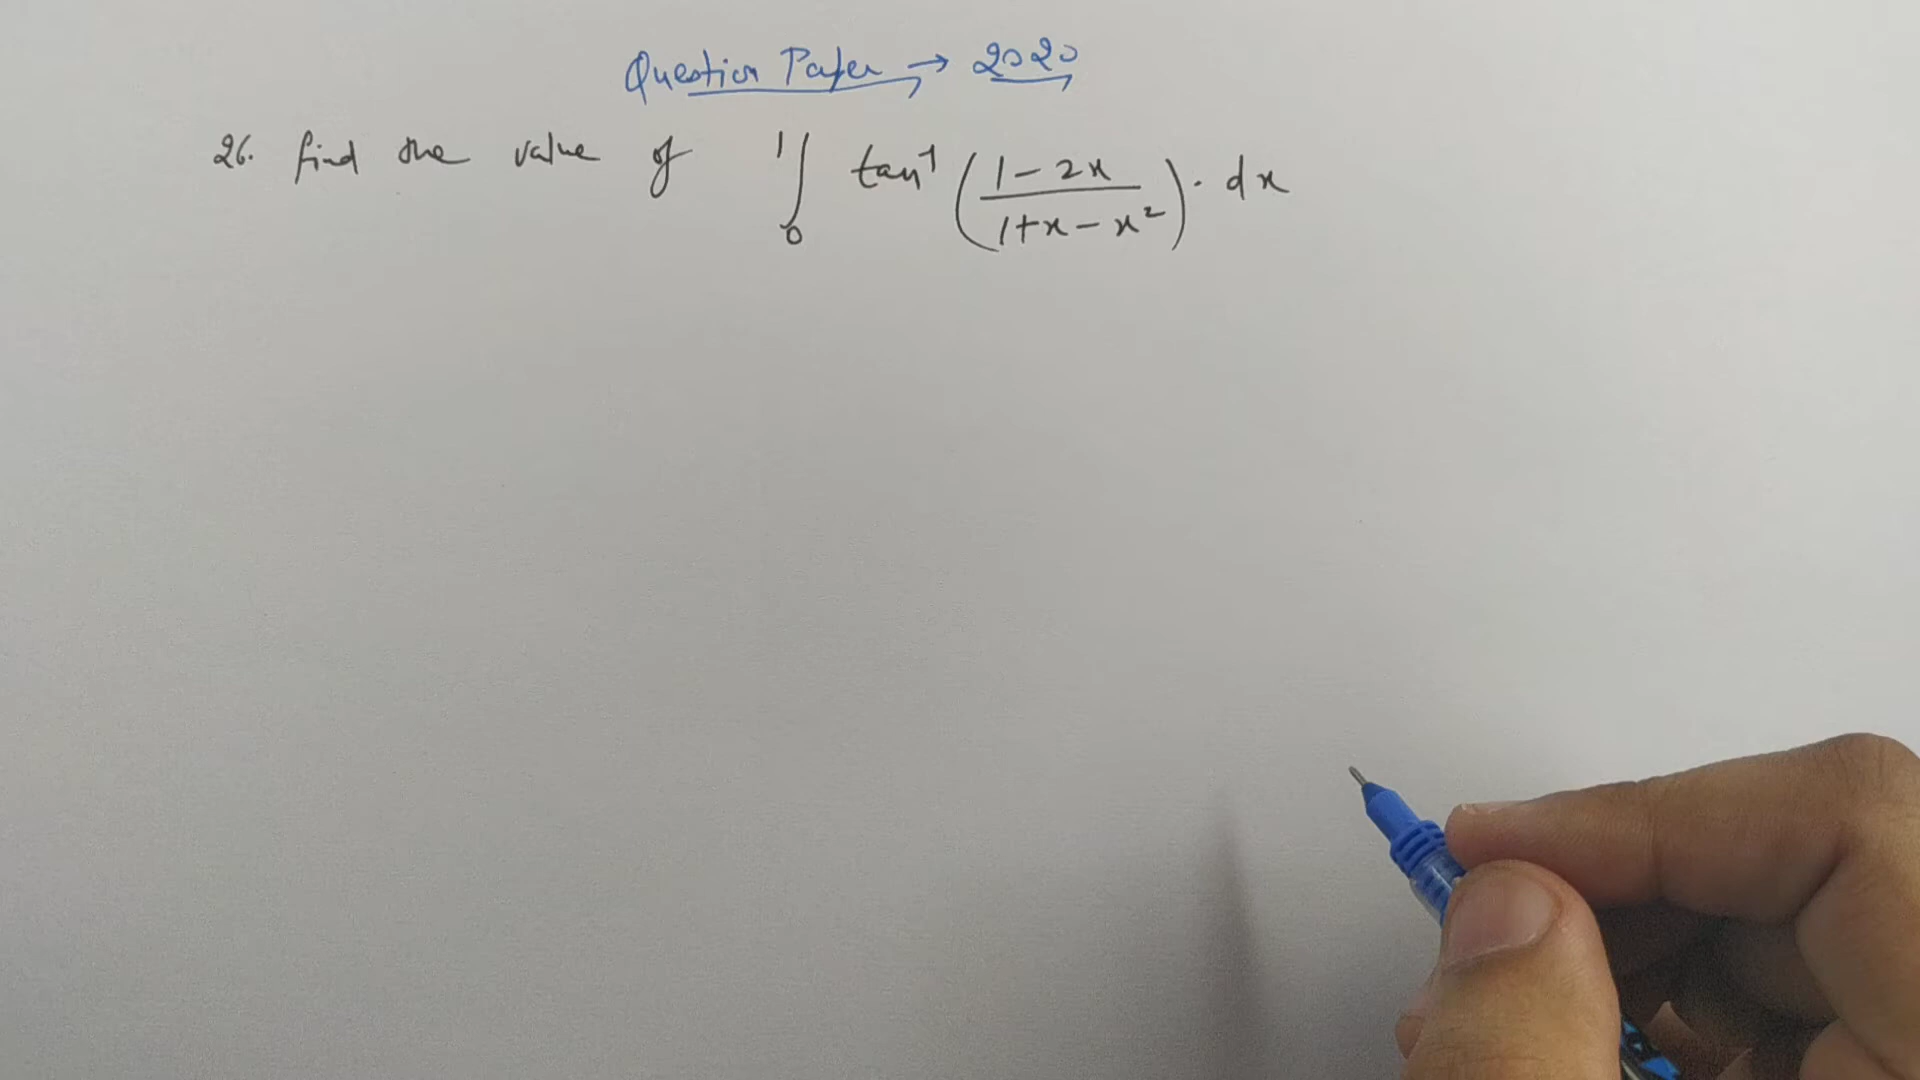 Question Paper → 2020
26. find the value of ∫₀¹ tan⁻¹ (1 - 2x / 1 + x - x²) . dx